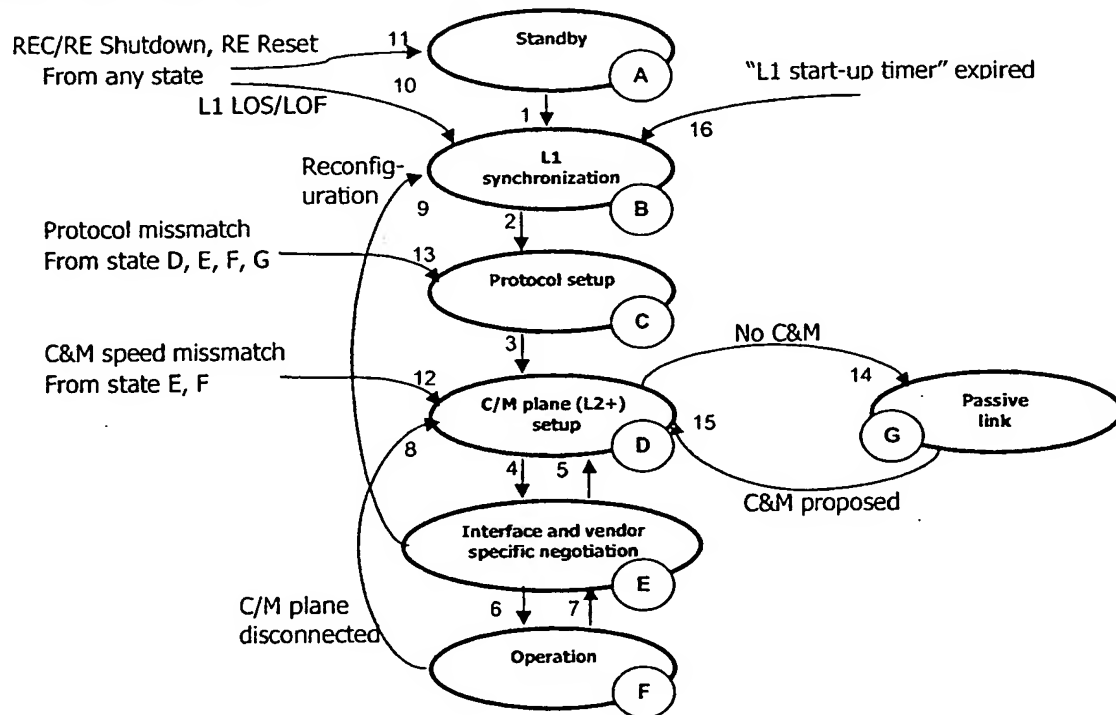 REC/RE Shutdown, RE Reset
From any state
11
10
L1 LOS/LOF
Standby
A
"L1 start-up timer" expired
16
1
Reconfig-
uration
9
L1
synchronization
B
2
Protocol missmatch
From state D, E, F, G
13
Protocol setup
C
3
C&M speed missmatch
From state E, F
12
No C&M
14
C/M plane (L2+)
setup
D
8
15
Passive
link
G
4
5
C&M proposed
Interface and vendor
specific negotiation
E
C/M plane
disconnected
6
7
Operation
F